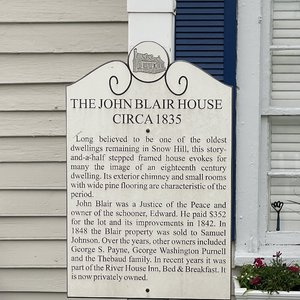 THE JOHN BLAIR HOUSE
CIRCA 1835
Long believed to be one of the oldest
dwellings remaining in Snow Hill, this story-
and-a-half stepped framed house evokes for
many the image of an eighteenth century
dwelling. Its exterior chimney and small rooms
with wide pine flooring are characteristic of the
period.
John Blair was a Justice of the Peace and
owner of the schooner, Edward. He paid $352
for the lot and its improvements in 1842. In
1848 the Blair property was sold to Samuel
Johnson. Over the years, other owners included
George S. Payne, George Washington Purnell
and the Thebaud family. In recent years it was
part of the River House Inn, Bed & Breakfast. It
is now privately owned.